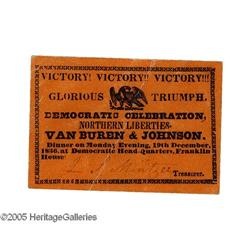 VICTORY! VICTORY!! VICTORY!!!
GLORIOUS TRIUMPH.
DEMOCRATIC CELEBRATION,
NORTHERN LIBERTIES-
VAN BUREN & JOHNSON.
Dinner on Monday Evening, 19th December,
1836, at Democratic Head-Quarters, Franklin
House
Treasurer.
©2005 HeritageGalleries